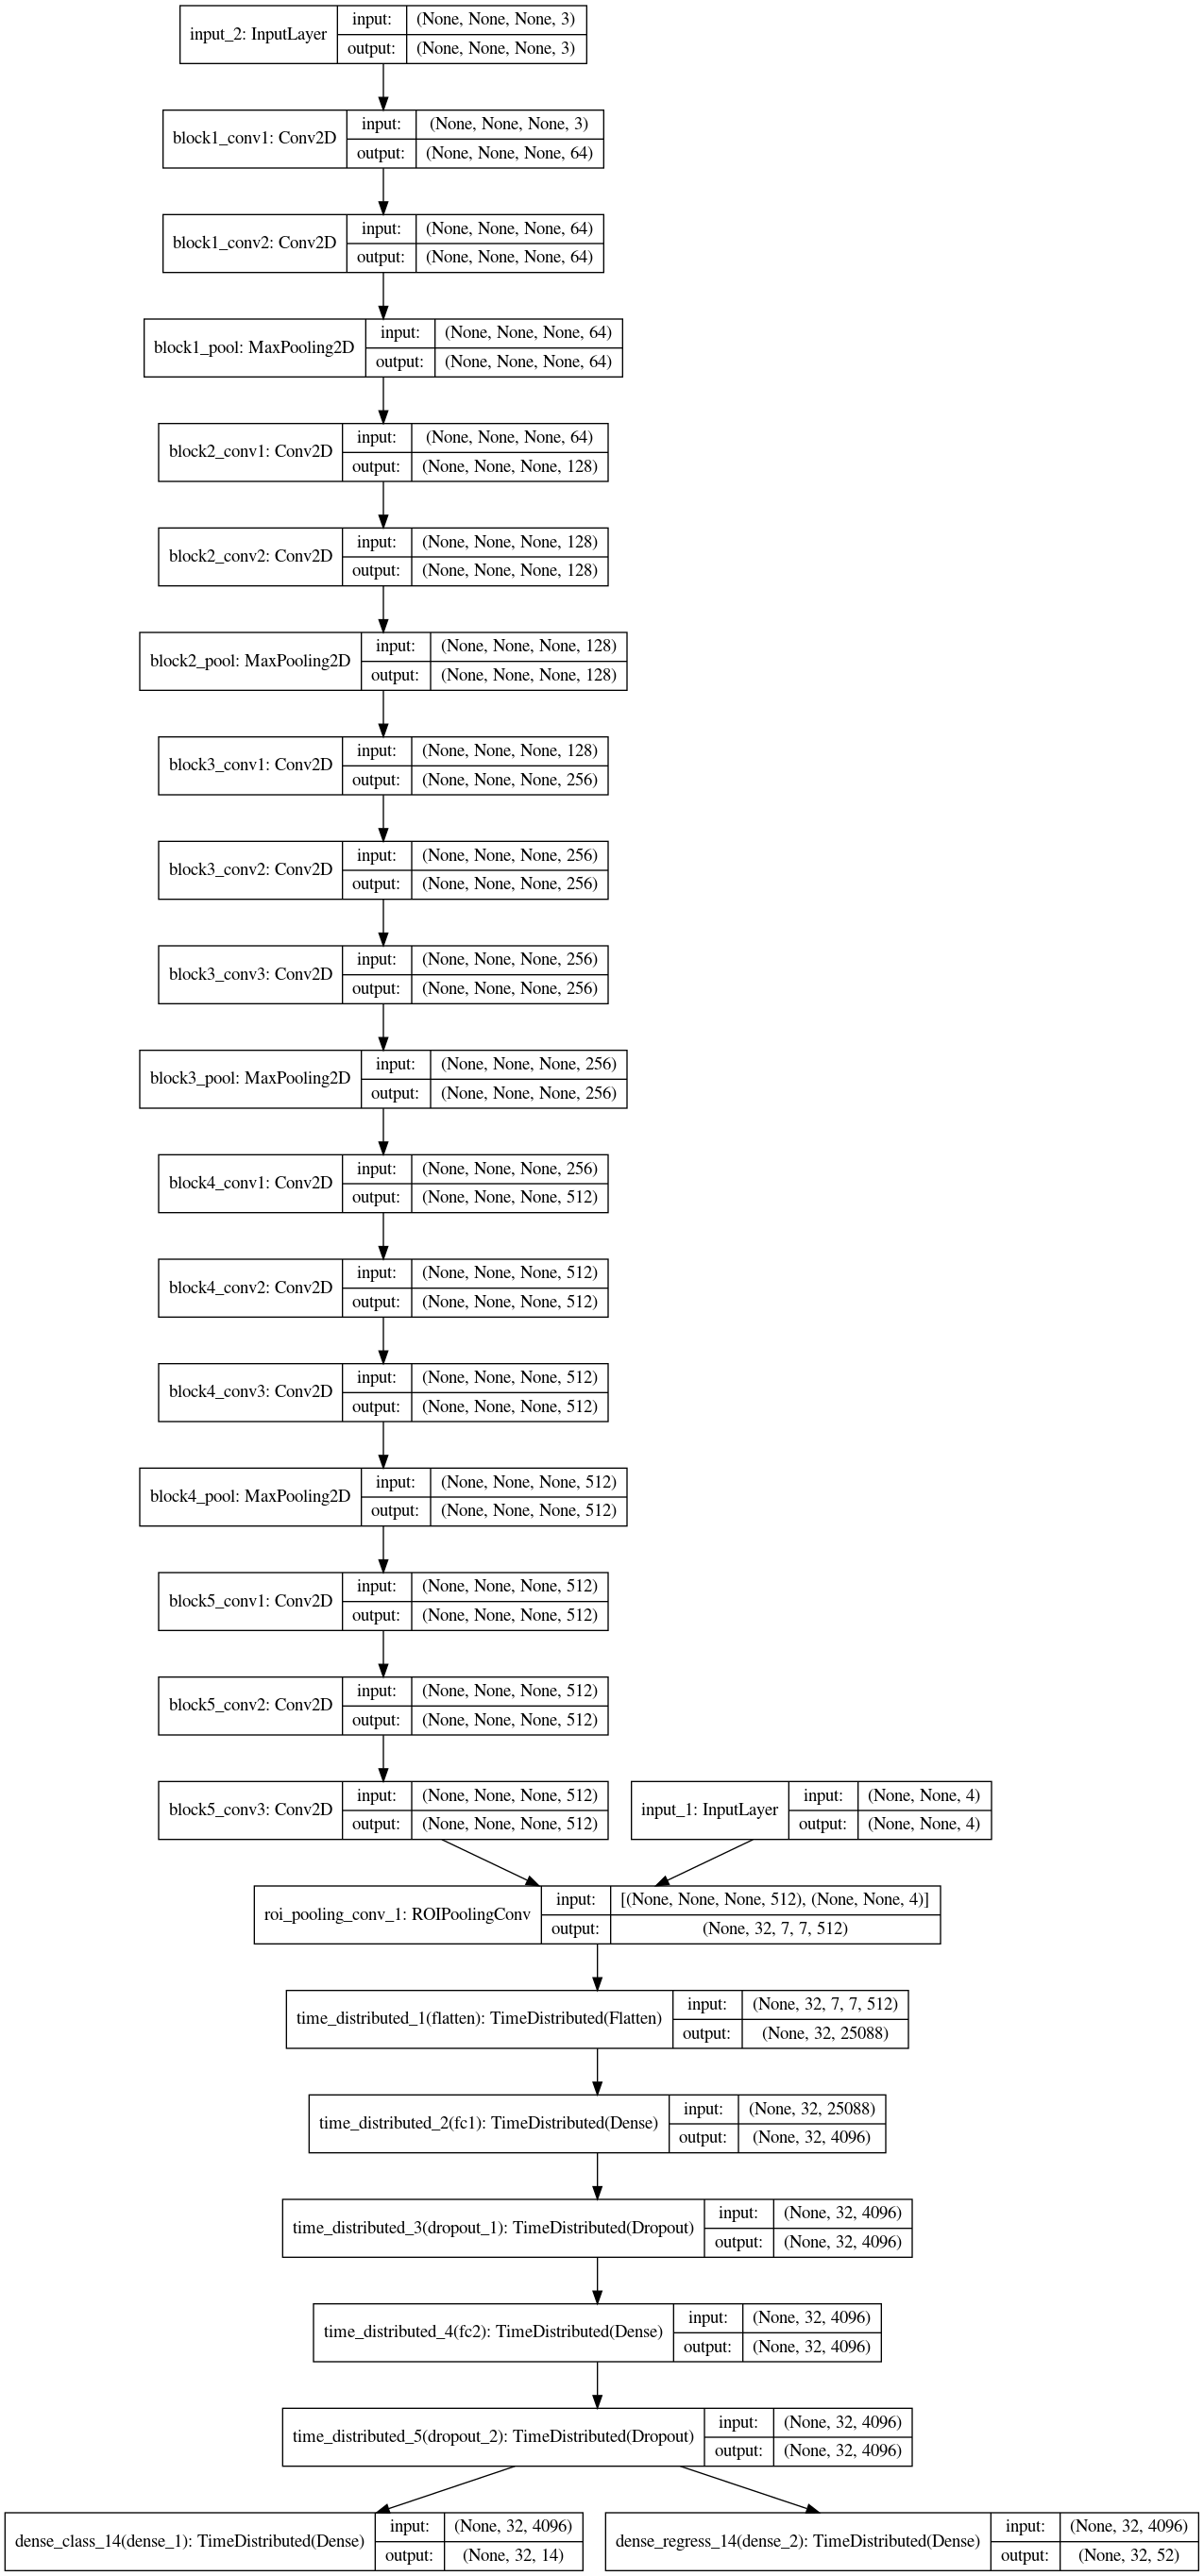 input_2: InputLayer
input: (None, None, None, 3)
output: (None, None, None, 3)
block1_conv1: Conv2D
input: (None, None, None, 3)
output: (None, None, None, 64)
block1_conv2: Conv2D
input: (None, None, None, 64)
output: (None, None, None, 64)
block1_pool: MaxPooling2D
input: (None, None, None, 64)
output: (None, None, None, 64)
block2_conv1: Conv2D
input: (None, None, None, 64)
output: (None, None, None, 128)
block2_conv2: Conv2D
input: (None, None, None, 128)
output: (None, None, None, 128)
block2_pool: MaxPooling2D
input: (None, None, None, 128)
output: (None, None, None, 128)
block3_conv1: Conv2D
input: (None, None, None, 128)
output: (None, None, None, 256)
block3_conv2: Conv2D
input: (None, None, None, 256)
output: (None, None, None, 256)
block3_conv3: Conv2D
input: (None, None, None, 256)
output: (None, None, None, 256)
block3_pool: MaxPooling2D
input: (None, None, None, 256)
output: (None, None, None, 256)
block4_conv1: Conv2D
input: (None, None, None, 256)
output: (None, None, None, 512)
block4_conv2: Conv2D
input: (None, None, None, 512)
output: (None, None, None, 512)
block4_conv3: Conv2D
input: (None, None, None, 512)
output: (None, None, None, 512)
block4_pool: MaxPooling2D
input: (None, None, None, 512)
output: (None, None, None, 512)
block5_conv1: Conv2D
input: (None, None, None, 512)
output: (None, None, None, 512)
block5_conv2: Conv2D
input: (None, None, None, 512)
output: (None, None, None, 512)
block5_conv3: Conv2D
input: (None, None, None, 512)
output: (None, None, None, 512)
input_1: InputLayer
input: (None, None, 4)
output: (None, None, 4)
roi_pooling_conv_1: ROIPoolingConv
input: [(None, None, None, 512), (None, None, 4)]
output: (None, 32, 7, 7, 512)
time_distributed_1(flatten): TimeDistributed(Flatten)
input: (None, 32, 7, 7, 512)
output: (None, 32, 25088)
time_distributed_2(fc1): TimeDistributed(Dense)
input: (None, 32, 25088)
output: (None, 32, 4096)
time_distributed_3(dropout_1): TimeDistributed(Dropout)
input: (None, 32, 4096)
output: (None, 32, 4096)
time_distributed_4(fc2): TimeDistributed(Dense)
input: (None, 32, 4096)
output: (None, 32, 4096)
time_distributed_5(dropout_2): TimeDistributed(Dropout)
input: (None, 32, 4096)
output: (None, 32, 4096)
dense_class_14(dense_1): TimeDistributed(Dense)
input: (None, 32, 4096)
output: (None, 32, 14)
dense_regress_14(dense_2): TimeDistributed(Dense)
input: (None, 32, 4096)
output: (None, 32, 52)